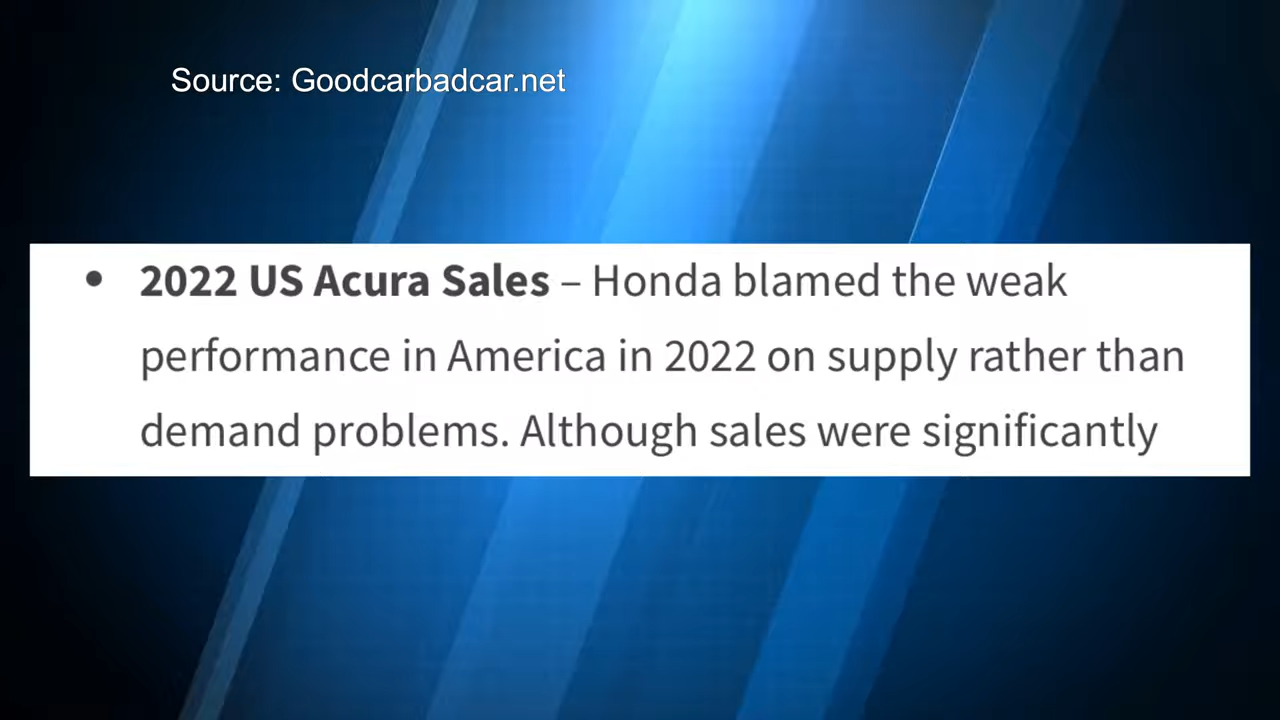 Source: Goodcarbadcar.net
• 2022 US Acura Sales – Honda blamed the weak
performance in America in 2022 on supply rather than
demand problems. Although sales were significantly